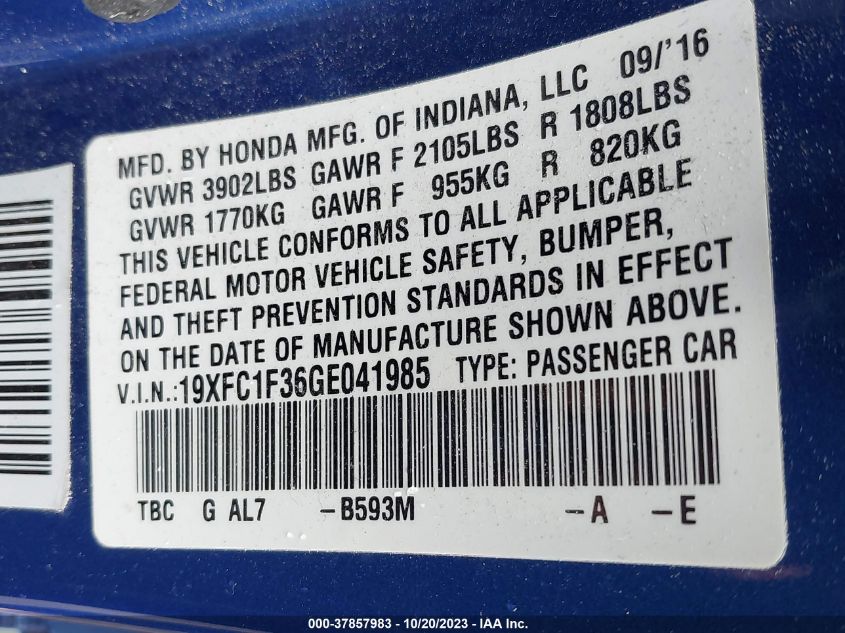 MFD. BY HONDA MFG. OF INDIANA, LLC 09/'16
GVWR 3902LBS GAWR F 2105LBS R 1808LBS
GVWR 1770KG GAWR F 955KG R 820KG
THIS VEHICLE CONFORMS TO ALL APPLICABLE
FEDERAL MOTOR VEHICLE SAFETY, BUMPER,
AND THEFT PREVENTION STANDARDS IN EFFECT
ON THE DATE OF MANUFACTURE SHOWN ABOVE.
V.I.N.:19XFC1F36GE041985 TYPE: PASSENGER CAR
TBC G AL7 -B593M -A -E
000-37857983 - 10/20/2023 - IAA Inc.